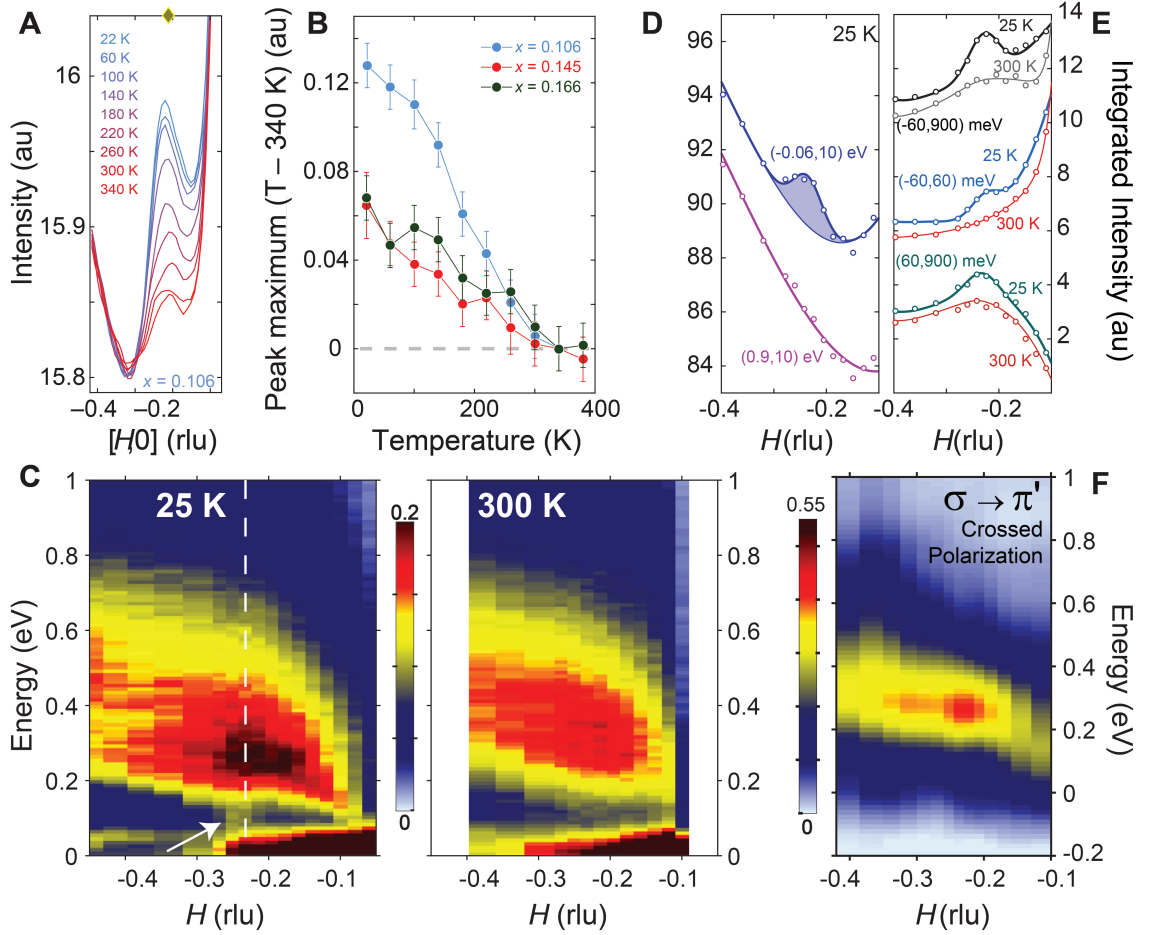 A
22 K
60 K
100 K
140 K
180 K
220 K
260 K
300 K
340 K
16
15.9
15.8
Intensity (au)
x = 0.106
−0.4
−0.2
0
[H,0] (rlu)
B
Peak maximum (T – 340 K) (au)
0.12
0.08
0.04
0
x = 0.106
x = 0.145
x = 0.166
0
200
400
Temperature (K)
D
25 K
96
94
92
90
88
86
84
(-0.06,10) eV
(0.9,10) eV
-0.4
-0.2
H(rlu)
E
14
12
10
8
6
4
2
Integrated Intensity (au)
25 K
300 K
(-60,900) meV
25 K
(-60,60) meV
300 K
(60,900) meV
25 K
300 K
-0.4
-0.2
H(rlu)
C
25 K
1
0.8
0.6
0.4
0.2
0
Energy (eV)
-0.4
-0.3
-0.2
-0.1
H (rlu)
0.2
0
300 K
1
0.8
0.6
0.4
0.2
0
-0.4
-0.3
-0.2
-0.1
H (rlu)
0.55
0
F
σ → π'
Crossed
Polarization
1
0.8
0.6
0.4
0.2
0
-0.2
Energy (eV)
-0.4
-0.3
-0.2
-0.1
H (rlu)